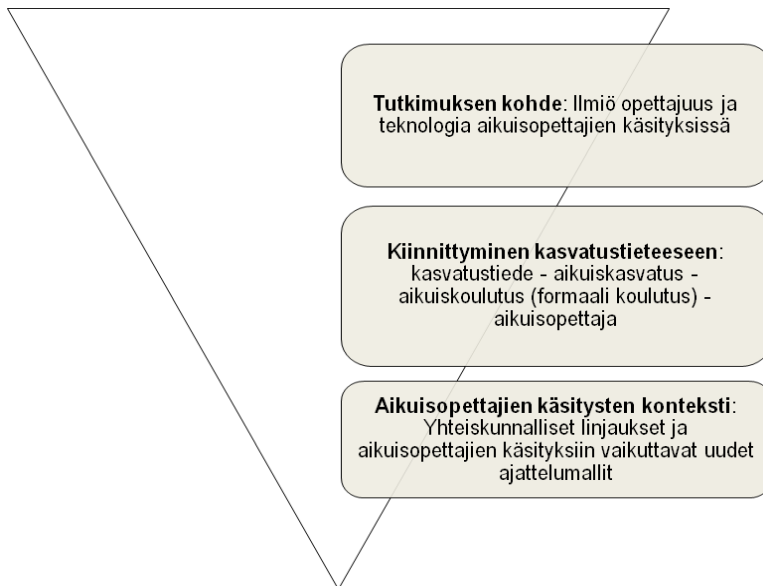 Tutkimuksen kohde: Ilmiö opettajuus ja
teknologia aikuisopettajien käsityksissä
Kiinnittyminen kasvatustieteeseen:
kasvatustiede - aikuiskasvatus -
aikuiskoulutus (formaali koulutus) -
aikuisopettaja
Aikuisopettajien käsitysten konteksti:
Yhteiskunnalliset linjaukset ja
aikuisopettajien käsityksiin vaikuttavat uudet
ajattelumallit